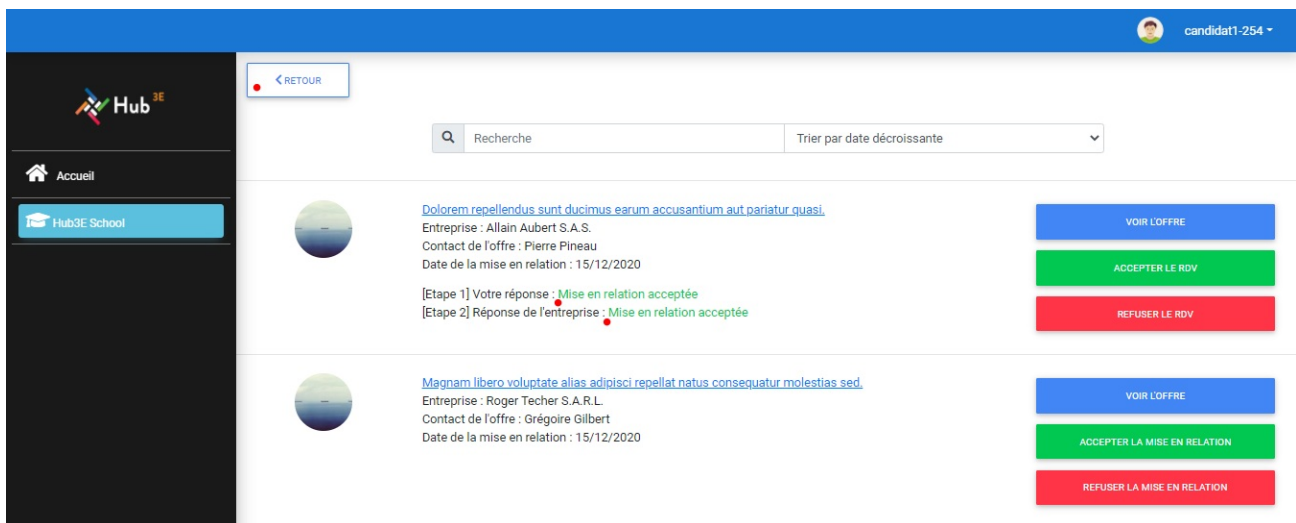 candidat1-254
RETOUR
Hub 3E
Recherche
Trier par date décroissante
Accueil
Hub3E School
Dolorem repellendus sunt ducimus earum accusantium aut pariatur quasi.
Entreprise : Allain Aubert S.A.S.
Contact de l'offre : Pierre Pineau
Date de la mise en relation : 15/12/2020
[Etape 1] Votre réponse : Mise en relation acceptée
[Etape 2] Réponse de l'entreprise : Mise en relation acceptée
VOIR L'OFFRE
ACCEPTER LE RDV
REFUSER LE RDV
Magnam libero voluptate alias adipisci repellat natus consequatur molestias sed.
Entreprise : Roger Techer S.A.R.L.
Contact de l'offre : Grégoire Gilbert
Date de la mise en relation : 15/12/2020
VOIR L'OFFRE
ACCEPTER LA MISE EN RELATION
REFUSER LA MISE EN RELATION